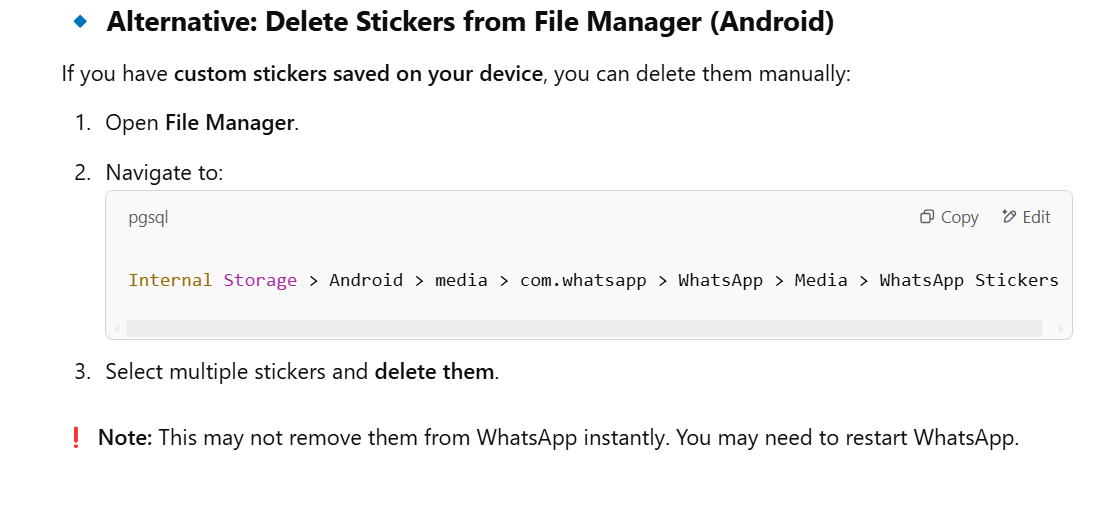 Alternative: Delete Stickers from File Manager (Android)
If you have custom stickers saved on your device, you can delete them manually:
1. Open File Manager.
2. Navigate to:
pgsql
Copy Edit
Internal Storage > Android > media > com.whatsapp > WhatsApp > Media > WhatsApp Stickers
3. Select multiple stickers and delete them.
❗ Note: This may not remove them from WhatsApp instantly. You may need to restart WhatsApp.